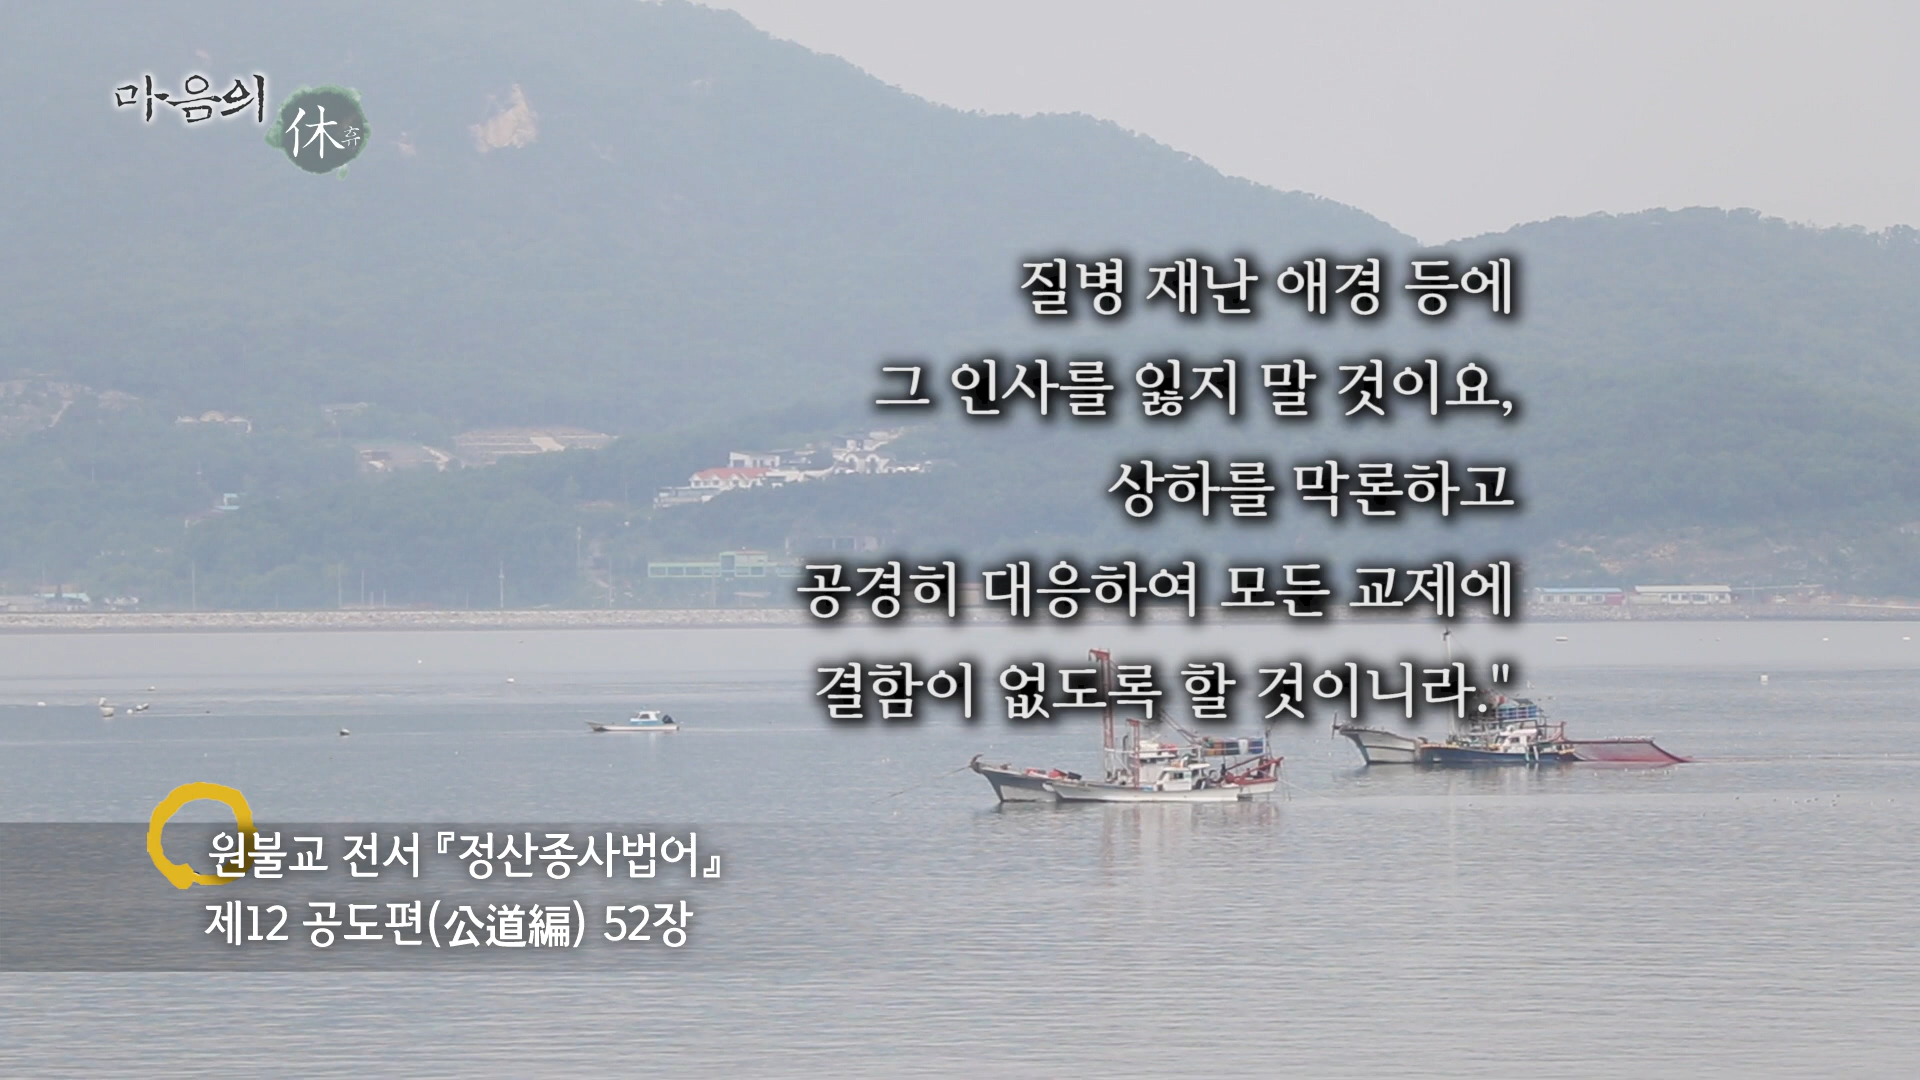 마음의 休휴
질병 재난 애경 등에
그 인사를 잃지 말 것이요,
상하를 막론하고
공경히 대응하여 모든 교제에
결함이 없도록 할 것이니라."
원불교 전서『정산종사법어』
제12 공도편(公道編) 52장